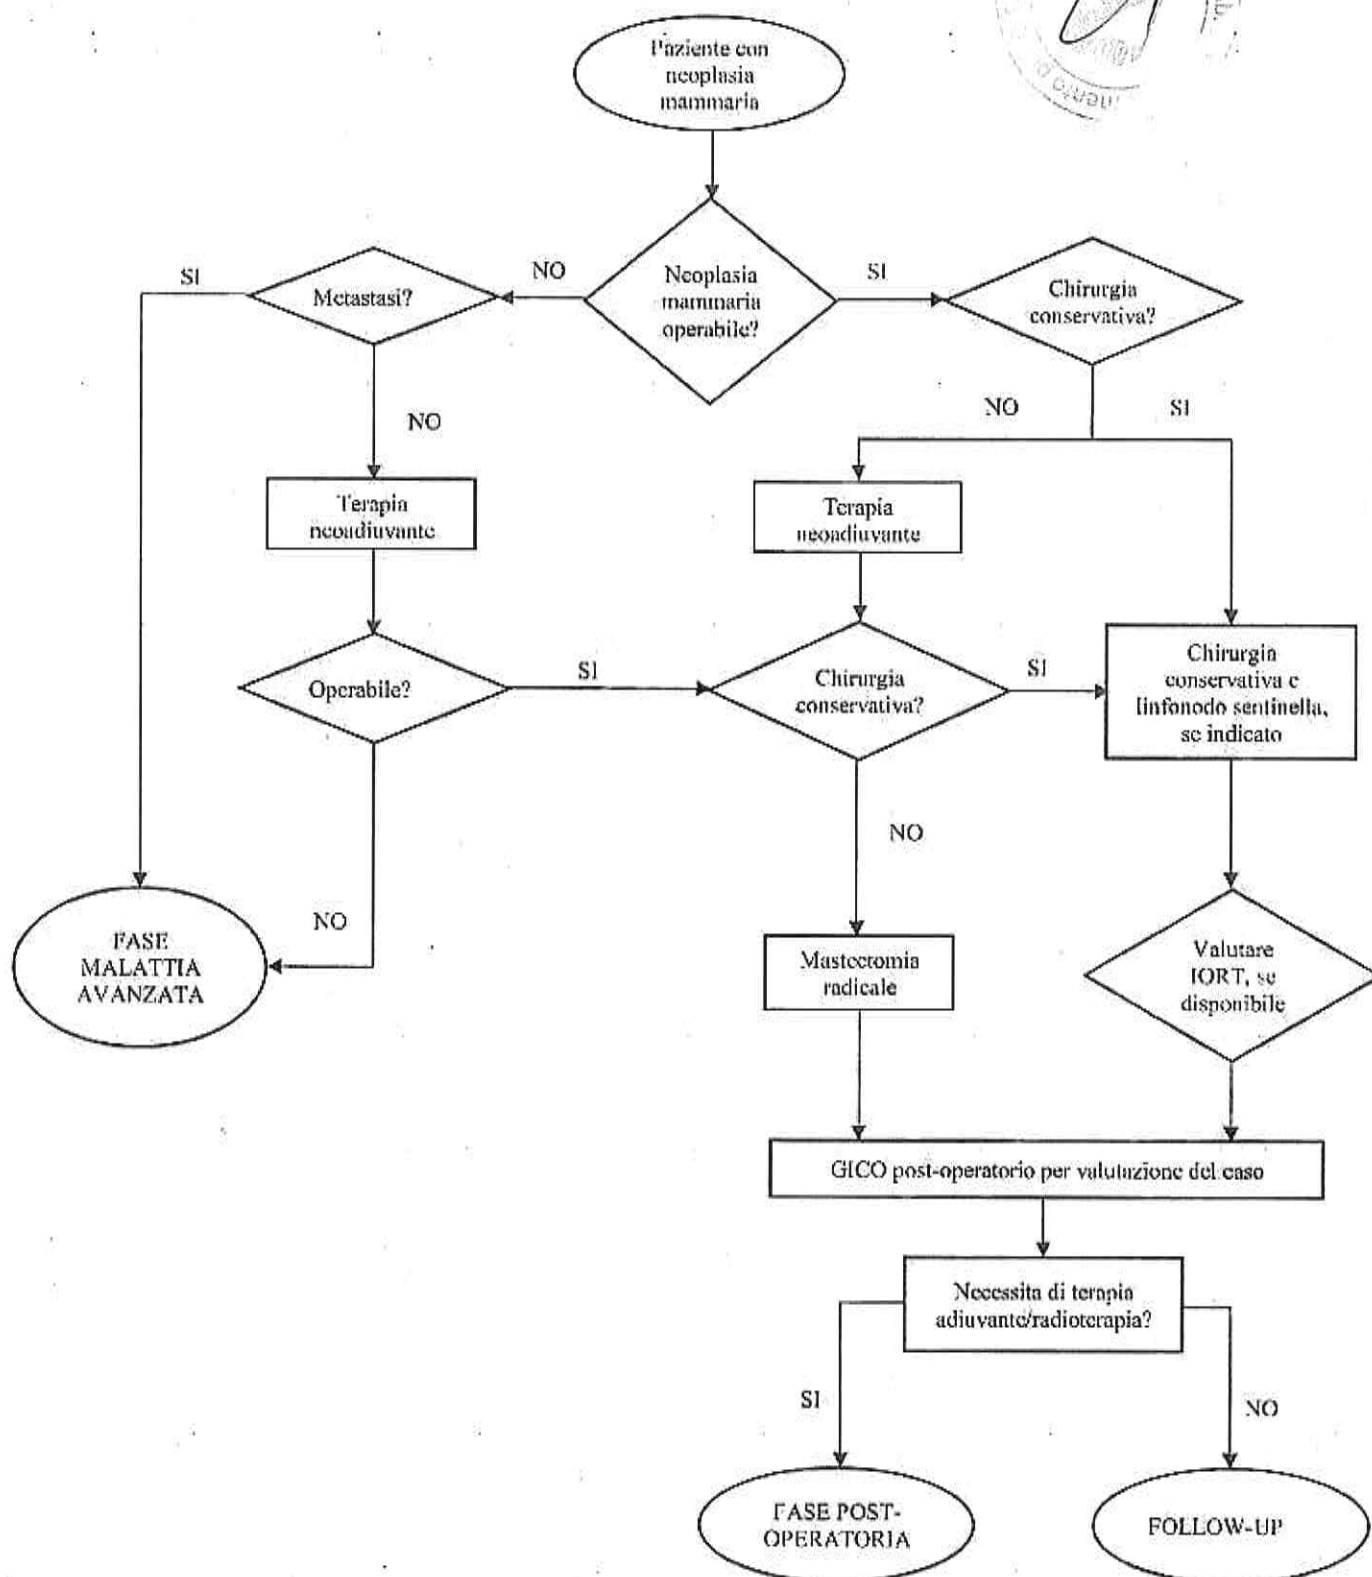 Paziente con
neoplasia
mammaria
SI
Metastasi?
NO
Neoplasia
mammaria
operabile?
SI
Chirurgia
conservativa?
NO
NO
SI
Terapia
neoadiuvante
Terapia
neoadiuvante
Operabile?
SI
Chirurgia
conservativa?
SI
Chirurgia
conservativa e
linfonodo sentinella,
se indicato
NO
NO
FASE
MALATTIA
AVANZATA
Mastectomia
radicale
Valutare
IORT, se
disponibile
GICO post-operatorio per valutazione del caso
Necessita di terapia
adiuvante/radioterapia?
SI
NO
FASE POST-
OPERATORIA
FOLLOW-UP